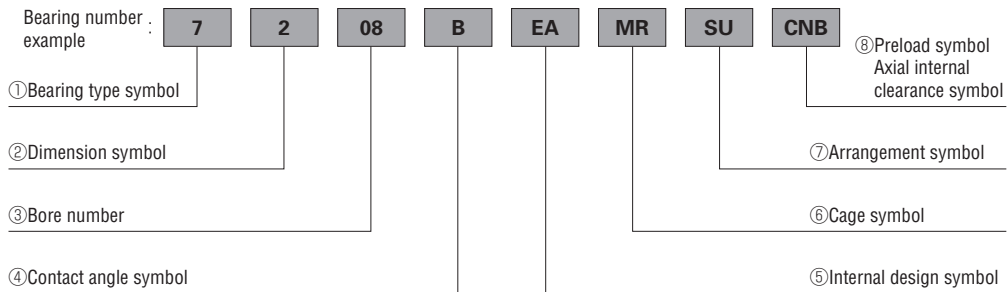 Bearing number example :
7 2 08 B EA MR SU CNB
⑧Preload symbol
Axial internal
clearance symbol
①Bearing type symbol
②Dimension symbol
⑦Arrangement symbol
③Bore number
⑥Cage symbol
④Contact angle symbol
⑤Internal design symbol